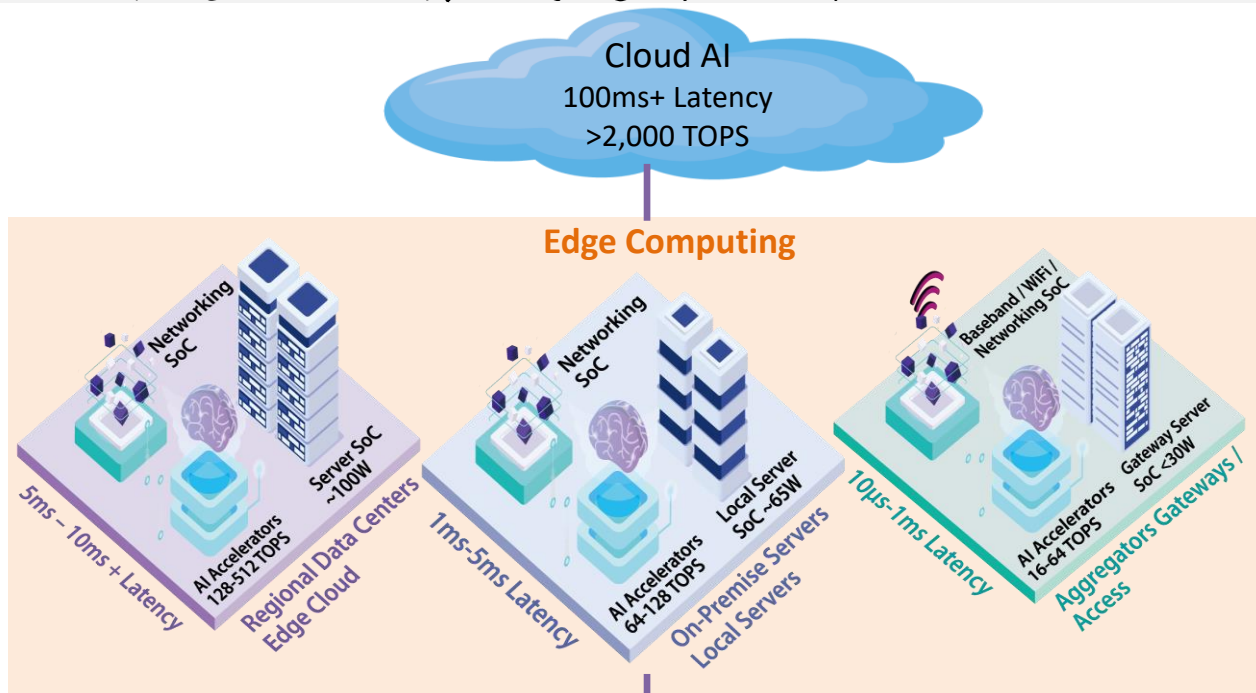 Cloud AI
100ms+ Latency
>2,000 TOPS
Edge Computing
Networking
SoC
Server SoC
~100W
AI Accelerators
128-512 TOPS
5ms – 10ms + Latency
Regional Data Centers
Edge Cloud
Networking
SoC
Local Server
SoC ~65W
AI Accelerators
64-128 TOPS
1ms-5ms Latency
On-Premise Servers
Local Servers
Baseband / WiFi /
Networking SoC
Gateway Server
SoC <30W
AI Accelerators
16-64 TOPS
10µs-1ms Latency
Aggregators Gateways /
Access